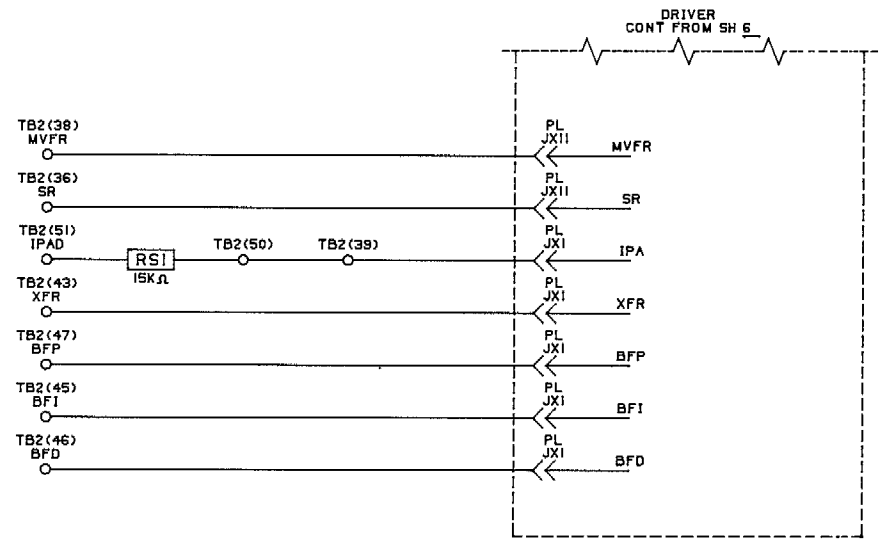 DRIVER
CONT FROM SH 6
TB2(38)
MVFR
PL
JX11
MVFR
TB2(36)
SR
PL
JX11
SR
TB2(51)
IPAD
RS1
15KΩ
TB2(50)
TB2(39)
PL
JX1
IPA
TB2(43)
XFR
PL
JX1
XFR
TB2(47)
BFP
PL
JX1
BFP
TB2(45)
BFI
PL
JX1
BFI
TB2(46)
BFD
PL
JX1
BFD